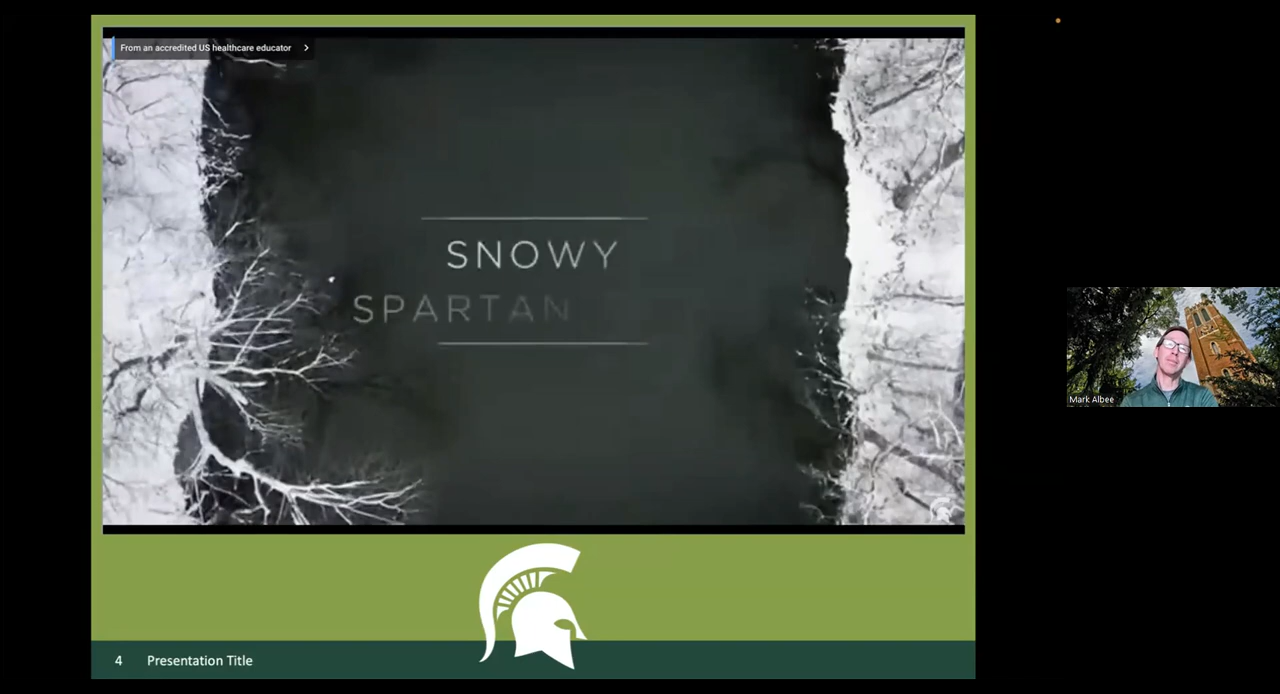 From an accredited US healthcare educator
SNOWY
SPARTAN
Mark Albee
4 Presentation Title